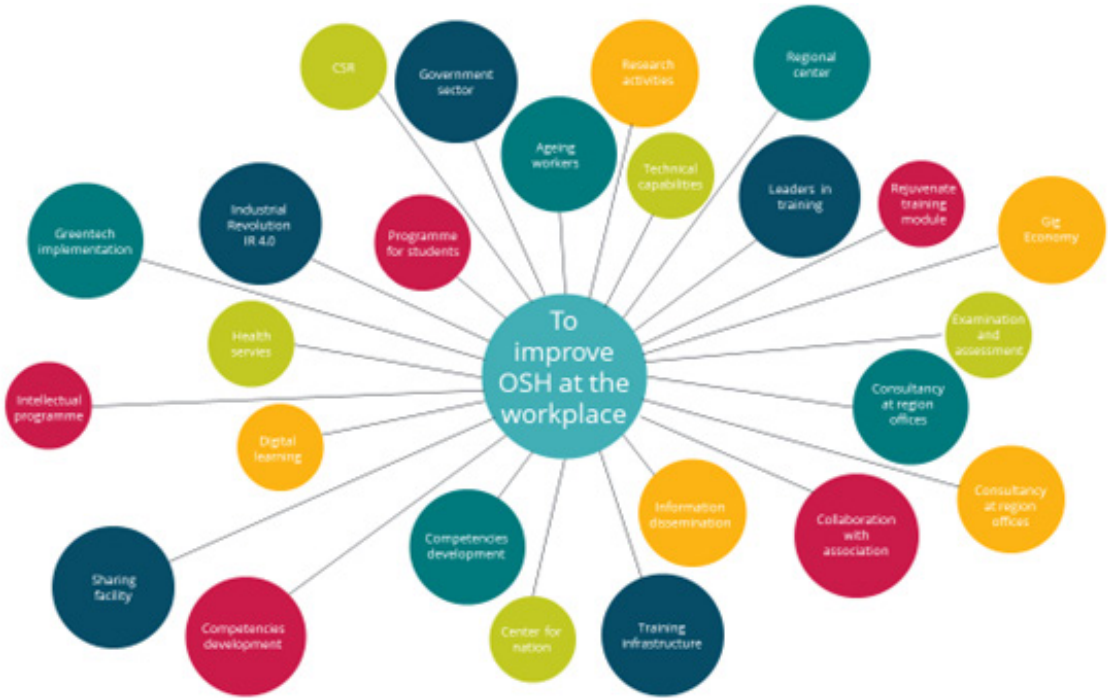 CSR
Government
sector
Research
activities
Regional
center
Ageing
workers
Technical
capabilities
Leaders in
training
Rejuvenate
training
module
Gig
Economy
Greentech
implementation
Industrial
Revolution
IR 4.0
Programme
for students
To
improve
OSH at the
workplace
Health
servies
Examination
and
assessment
Intellectual
programme
Digital
learning
Consultancy
at region
offices
Consultancy
at region
offices
Information
dissemination
Collaboration
with
association
Competencies
development
Sharing
facility
Competencies
development
Center for
nation
Training
infrastructure